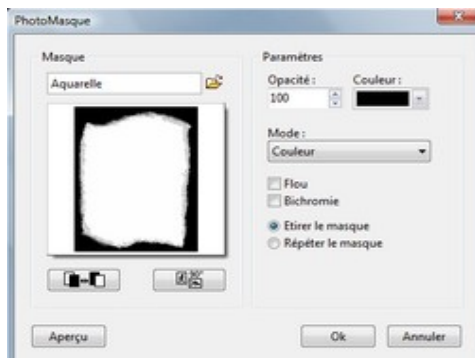 PhotoMasque
Masque
Aquarelle
Paramètres
Opacité :
Couleur :
100
Mode :
Couleur
Flou
Bichromie
Etirer le masque
Répéter le masque
Aperçu
Ok
Annuler